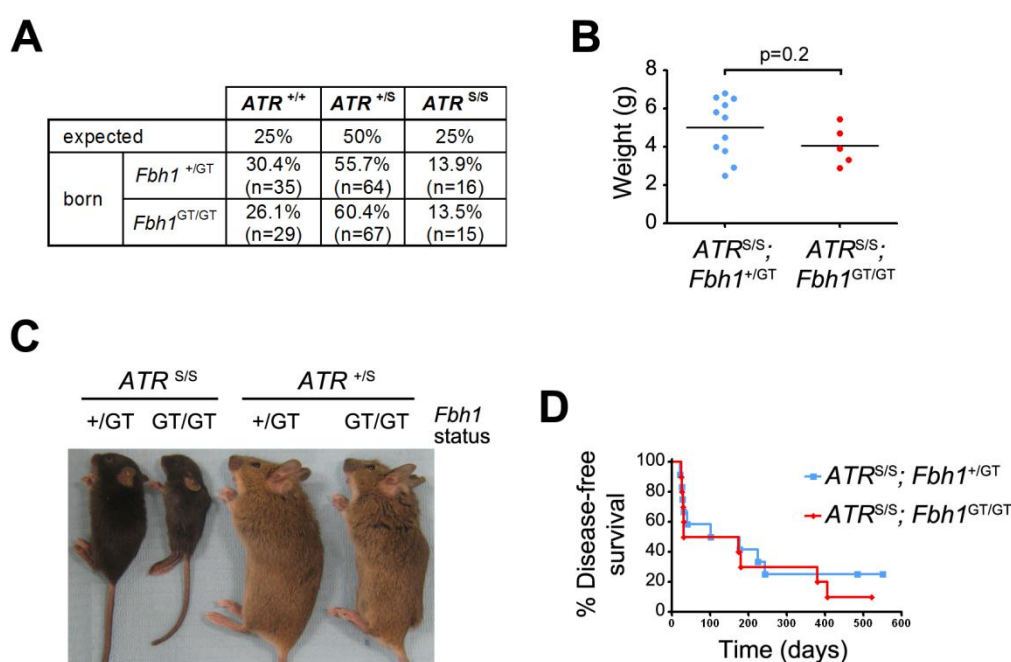 A
ATR +/+ ATR +/S ATR S/S
expected 25% 50% 25%
born
Fbh1 +/GT 30.4% 55.7% 13.9%
(n=35) (n=64) (n=16)
Fbh1 GT/GT 26.1% 60.4% 13.5%
(n=29) (n=67) (n=15)
B
p=0.2
Weight (g)
8
6
4
2
0
ATR S/S; ATR S/S;
Fbh1 +/GT Fbh1 GT/GT
C
ATR S/S ATR +/S
+/GT GT/GT +/GT GT/GT Fbh1
status
D
% Disease-free
survival
100
80
60
40
20
0
0 100 200 300 400 500 600
Time (days)
ATR S/S; Fbh1 +/GT
ATR S/S; Fbh1 GT/GT